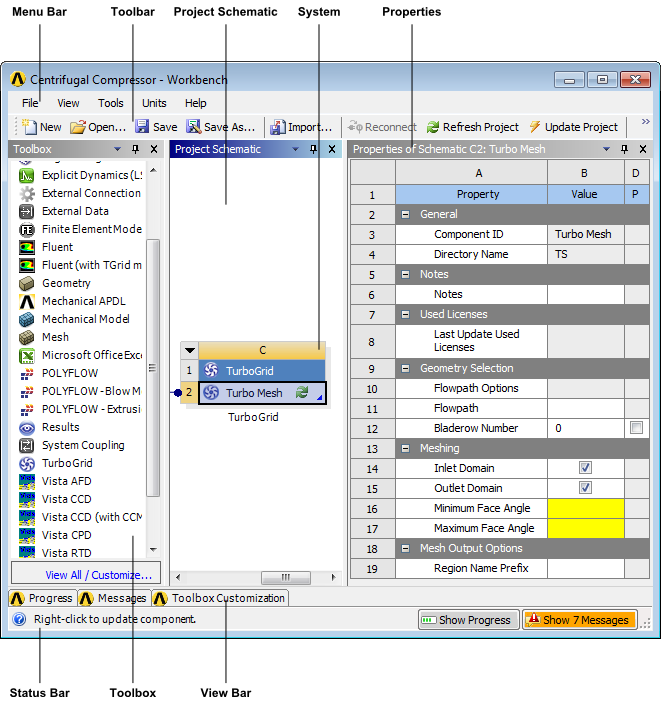 Menu Bar
Toolbar
Project Schematic
System
Properties
Centrifugal Compressor - Workbench
File View Tools Units Help
New Open... Save Save As... Import... Reconnect Refresh Project Update Project »
Toolbox
Explicit Dynamics (LS
External Connection
External Data
Finite Element Mode
Fluent
Fluent (with TGrid m
Geometry
Mechanical APDL
Mechanical Model
Mesh
Microsoft Office Exc
POLYFLOW
POLYFLOW - Blow M
POLYFLOW - Extrusi
Results
System Coupling
TurboGrid
Vista AFD
Vista CCD
Vista CCD (with CCM
Vista CPD
Vista RTD
View All / Customize...
Project Schematic
C
1 TurboGrid
2 Turbo Mesh
TurboGrid
Properties of Schematic C2: Turbo Mesh
A B D
1 Property Value P
2 General
3 Component ID Turbo Mesh
4 Directory Name TS
5 Notes
6 Notes
7 Used Licenses
8 Last Update Used Licenses
9 Geometry Selection
10 Flowpath Options
11 Flowpath
12 Bladerow Number 0
13 Meshing
14 Inlet Domain
15 Outlet Domain
16 Minimum Face Angle
17 Maximum Face Angle
18 Mesh Output Options
19 Region Name Prefix
Progress Messages Toolbox Customization
Right-click to update component.
Show Progress
Show 7 Messages
Status Bar
Toolbox
View Bar